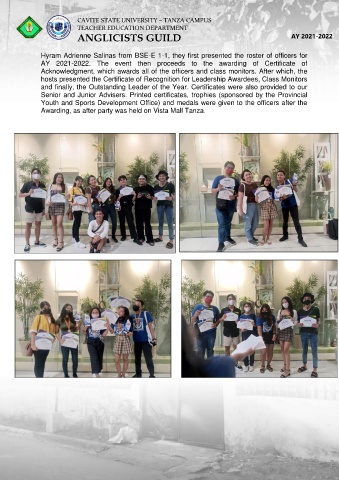 CAVITE STATE UNIVERSITY – TANZA CAMPUS
TEACHER EDUCATION DEPARTMENT
ANGLICISTS GUILD
AY 2021-2022
Hyram Adrienne Salinas from BSE-E 1-1, they first presented the roster of officers for
AY 2021-2022. The event then proceeds to the awarding of Certificate of
Acknowledgment, which awards all of the officers and class monitors. After which, the
hosts presented the Certificate of Recognition for Leadership Awardees, Class Monitors
and finally, the Outstanding Leader of the Year. Certificates were also provided to our
Senior and Junior Advisers. Printed certificates, trophies (sponsored by the Provincial
Youth and Sports Development Office) and medals were given to the officers after the
Awarding, as after party was held on Vista Mall Tanza.